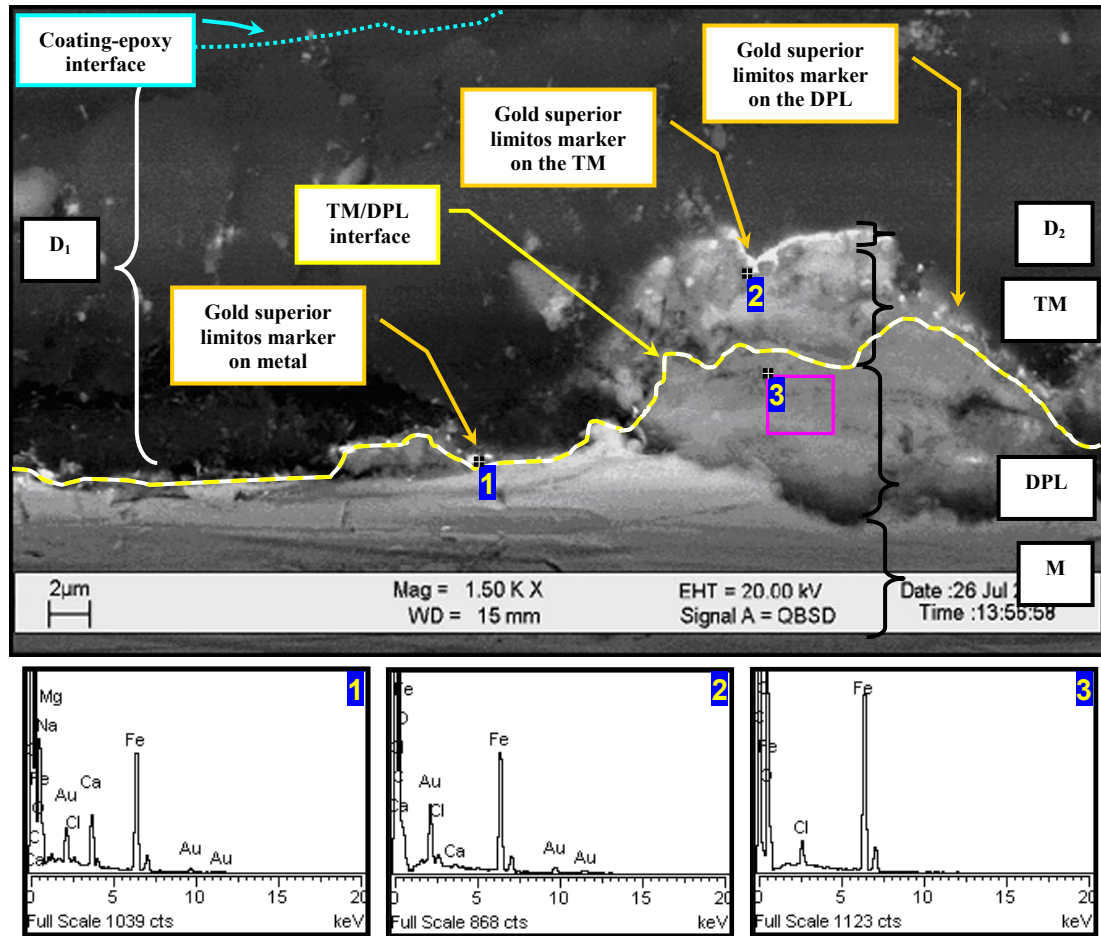 Coating-epoxy
interface
Gold superior
limitos marker
on the DPL
Gold superior
limitos marker
on the TM
TM/DPL
interface
D1
D2
TM
Gold superior
limitos marker
on metal
2
3
1
DPL
M
2µm
Mag = 1.50 K X
WD = 15 mm
EHT = 20.00 kV
Signal A = QBSD
Date :26 Jul 2
Time :13:55:58
1
Mg
Na
Fe
Au
Ca
Fe
Cl
Au
Au
0 5 10 15 20
Full Scale 1039 cts keV
2
Fe
Au
Cl
Ca
Fe
Au
Au
0 5 10 15 20
Full Scale 868 cts keV
3
Fe
Fe
Cl
0 5 10 15 20
Full Scale 1123 cts keV